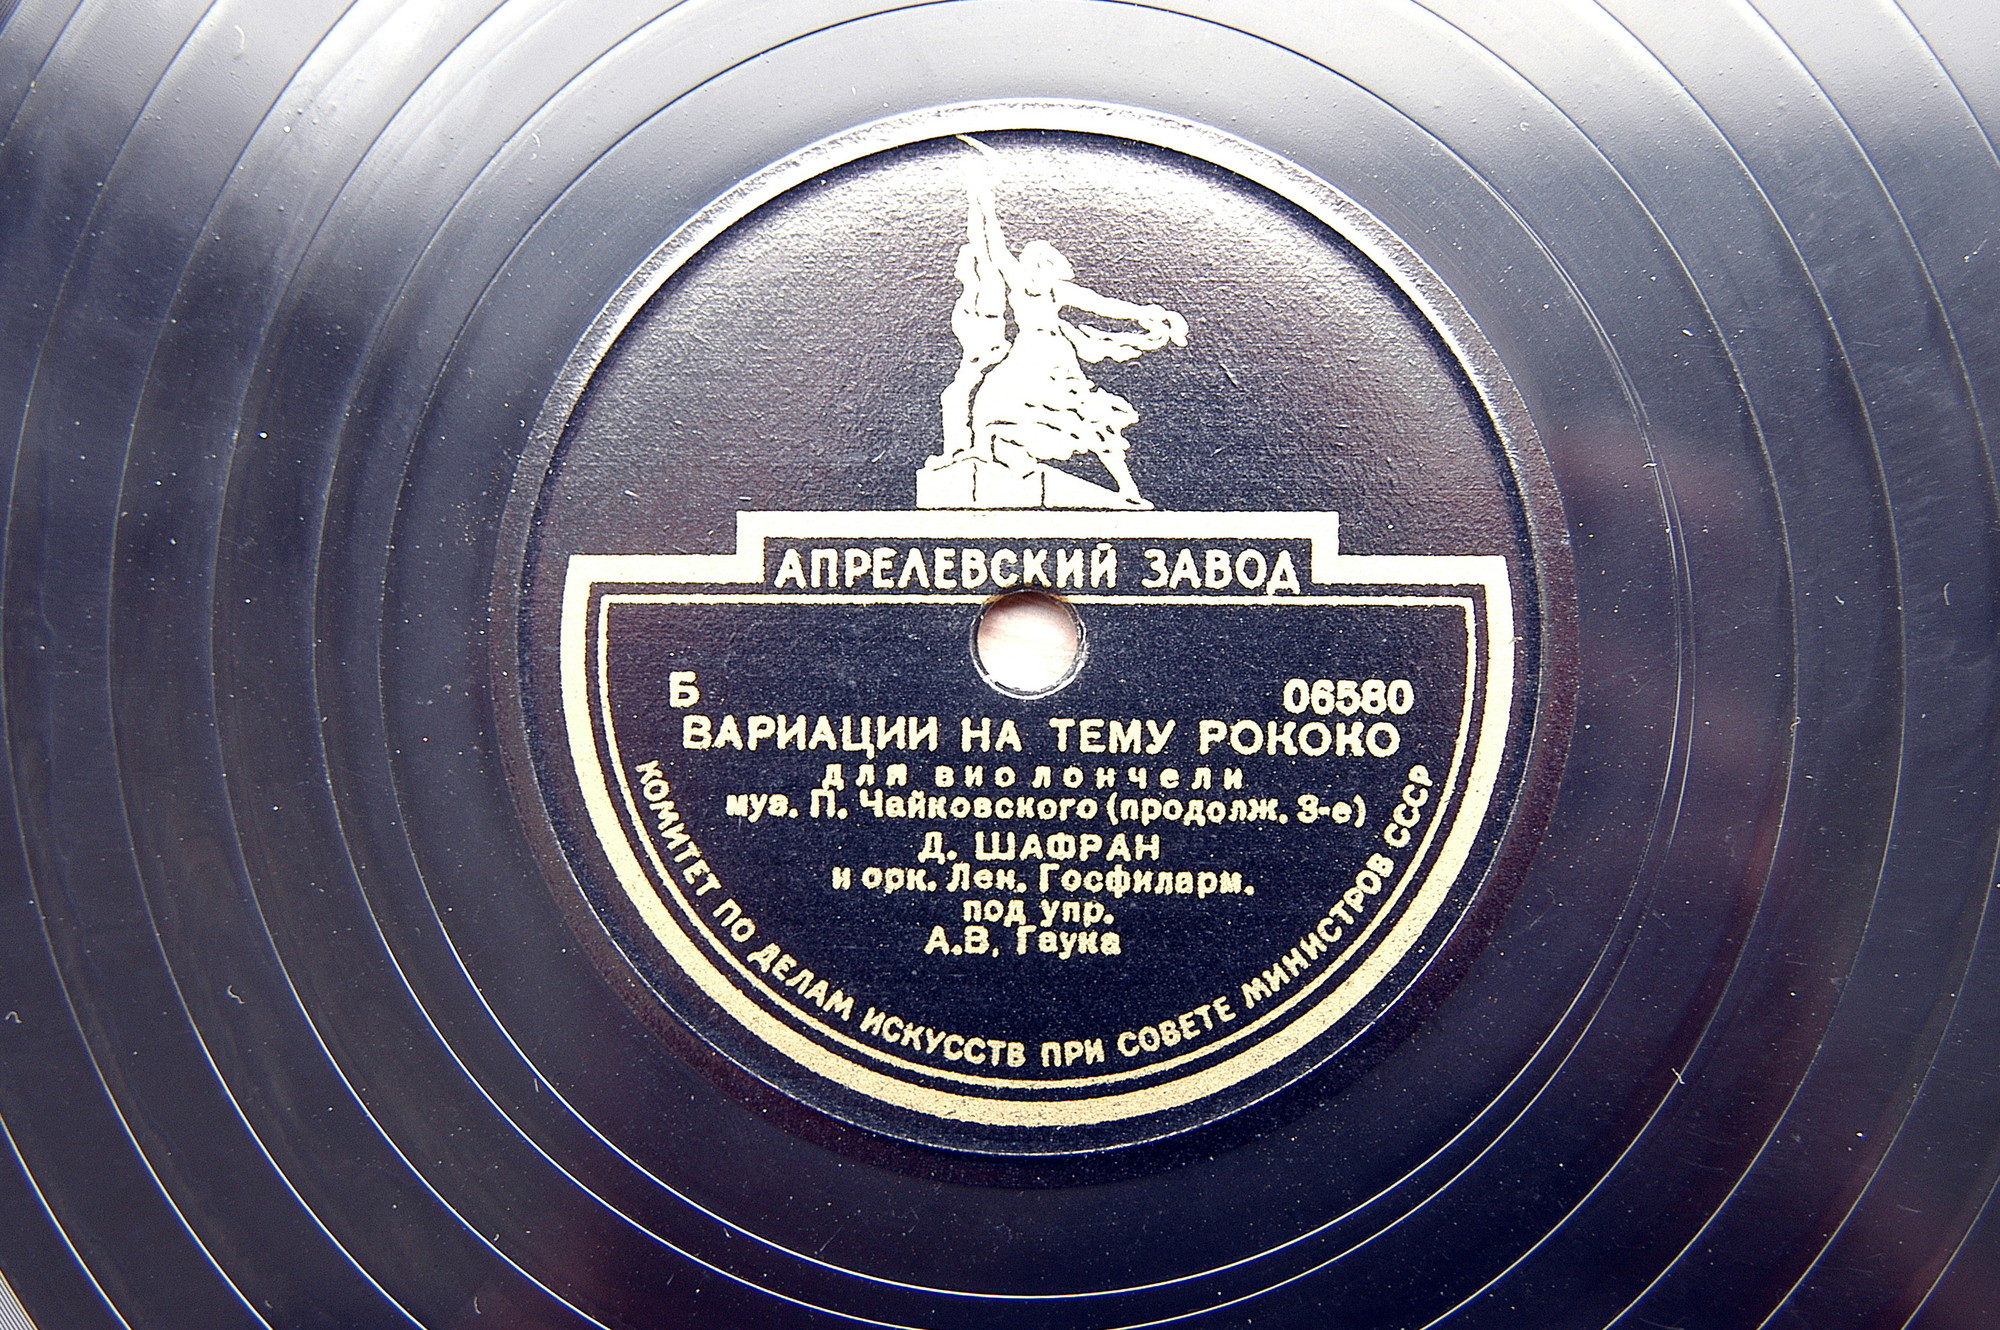 АПРЕЛЕВСКИЙ ЗАВОД
Б 06580
ВАРИАЦИИ НА ТЕМУ РОКОКО
для виолончели
муз. П. Чайковского (продолж. 3-е)
Д. ШАФРАН
и орк. Лен. Госфиларм.
под упр.
А.В. Гаука
КОМИТЕТ ПО ДЕЛАМ ИСКУССТВ ПРИ СОВЕТЕ МИНИСТРОВ СССР